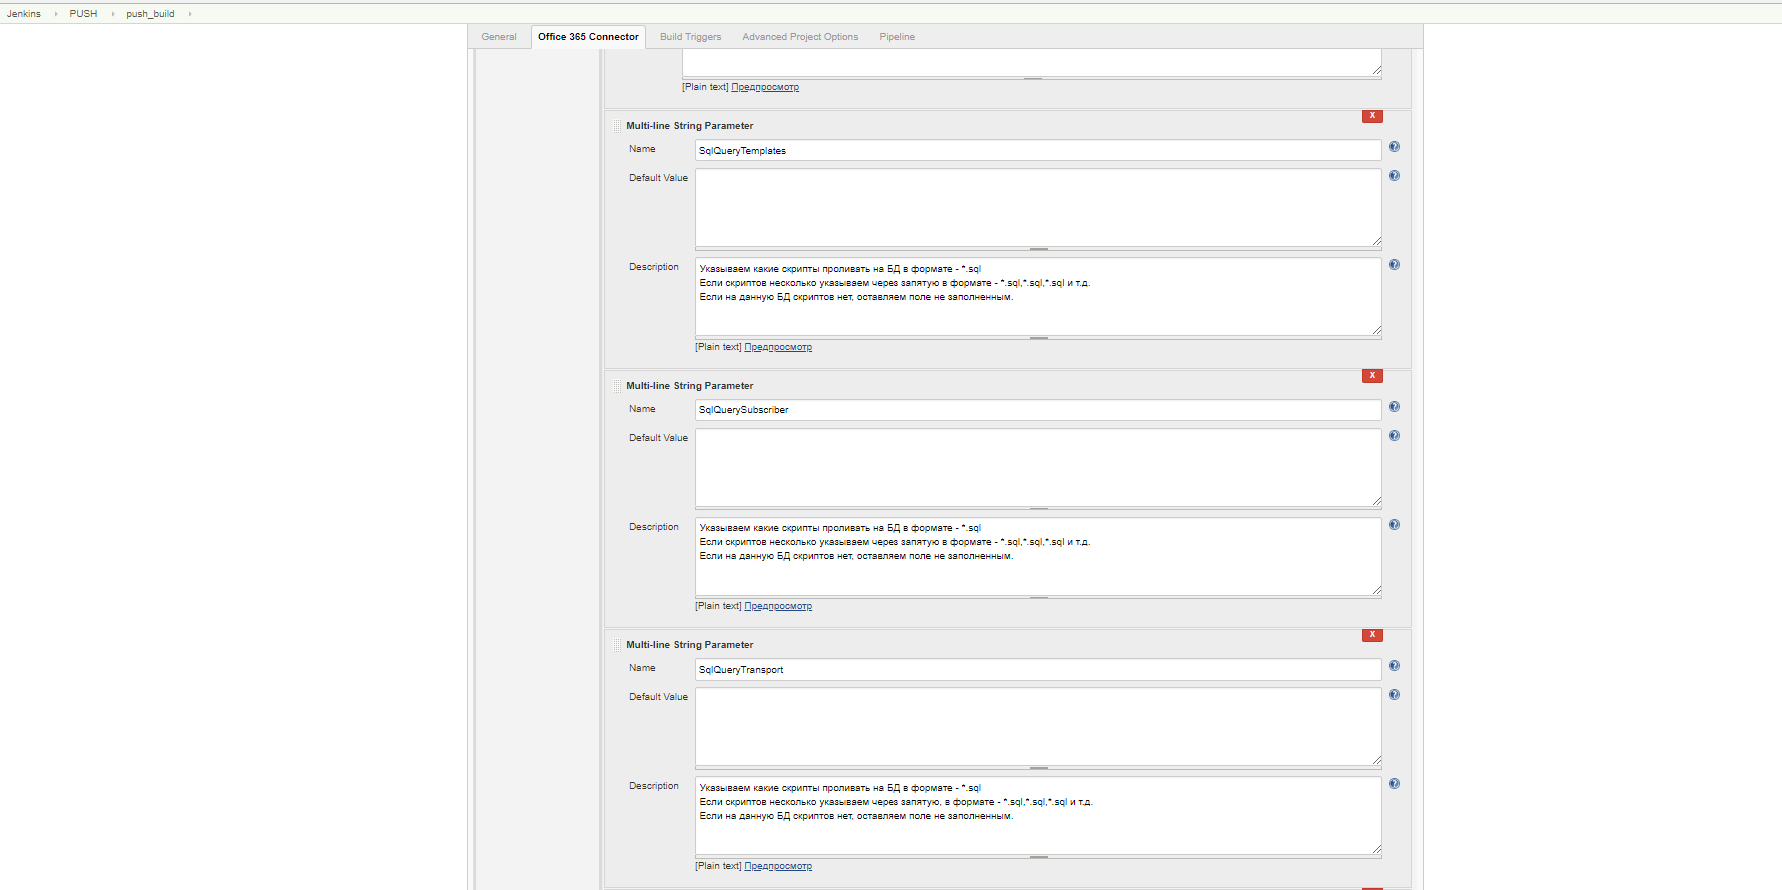 Jenkins PUSH push_build
General Office 365 Connector Build Triggers Advanced Project Options Pipeline
[Plain text] Предпросмотр
X
Multi-line String Parameter
Name SqlQueryTemplates
Default Value
Description Указываем какие скрипты проливать на БД в формате - *.sql
Если скриптов несколько указываем через запятую в формате - *.sql,*.sql,*.sql и т.д.
Если на данную БД скриптов нет, оставляем поле не заполненным.
[Plain text] Предпросмотр
X
Multi-line String Parameter
Name SqlQuerySubscriber
Default Value
Description Указываем какие скрипты проливать на БД в формате - *.sql
Если скриптов несколько указываем через запятую в формате - *.sql,*.sql,*.sql и т.д.
Если на данную БД скриптов нет, оставляем поле не заполненным.
[Plain text] Предпросмотр
X
Multi-line String Parameter
Name SqlQueryTransport
Default Value
Description Указываем какие скрипты проливать на БД в формате - *.sql
Если скриптов несколько указываем через запятую, в формате - *.sql,*.sql,*.sql и т.д.
Если на данную БД скриптов нет, оставляем поле не заполненным.
[Plain text] Предпросмотр